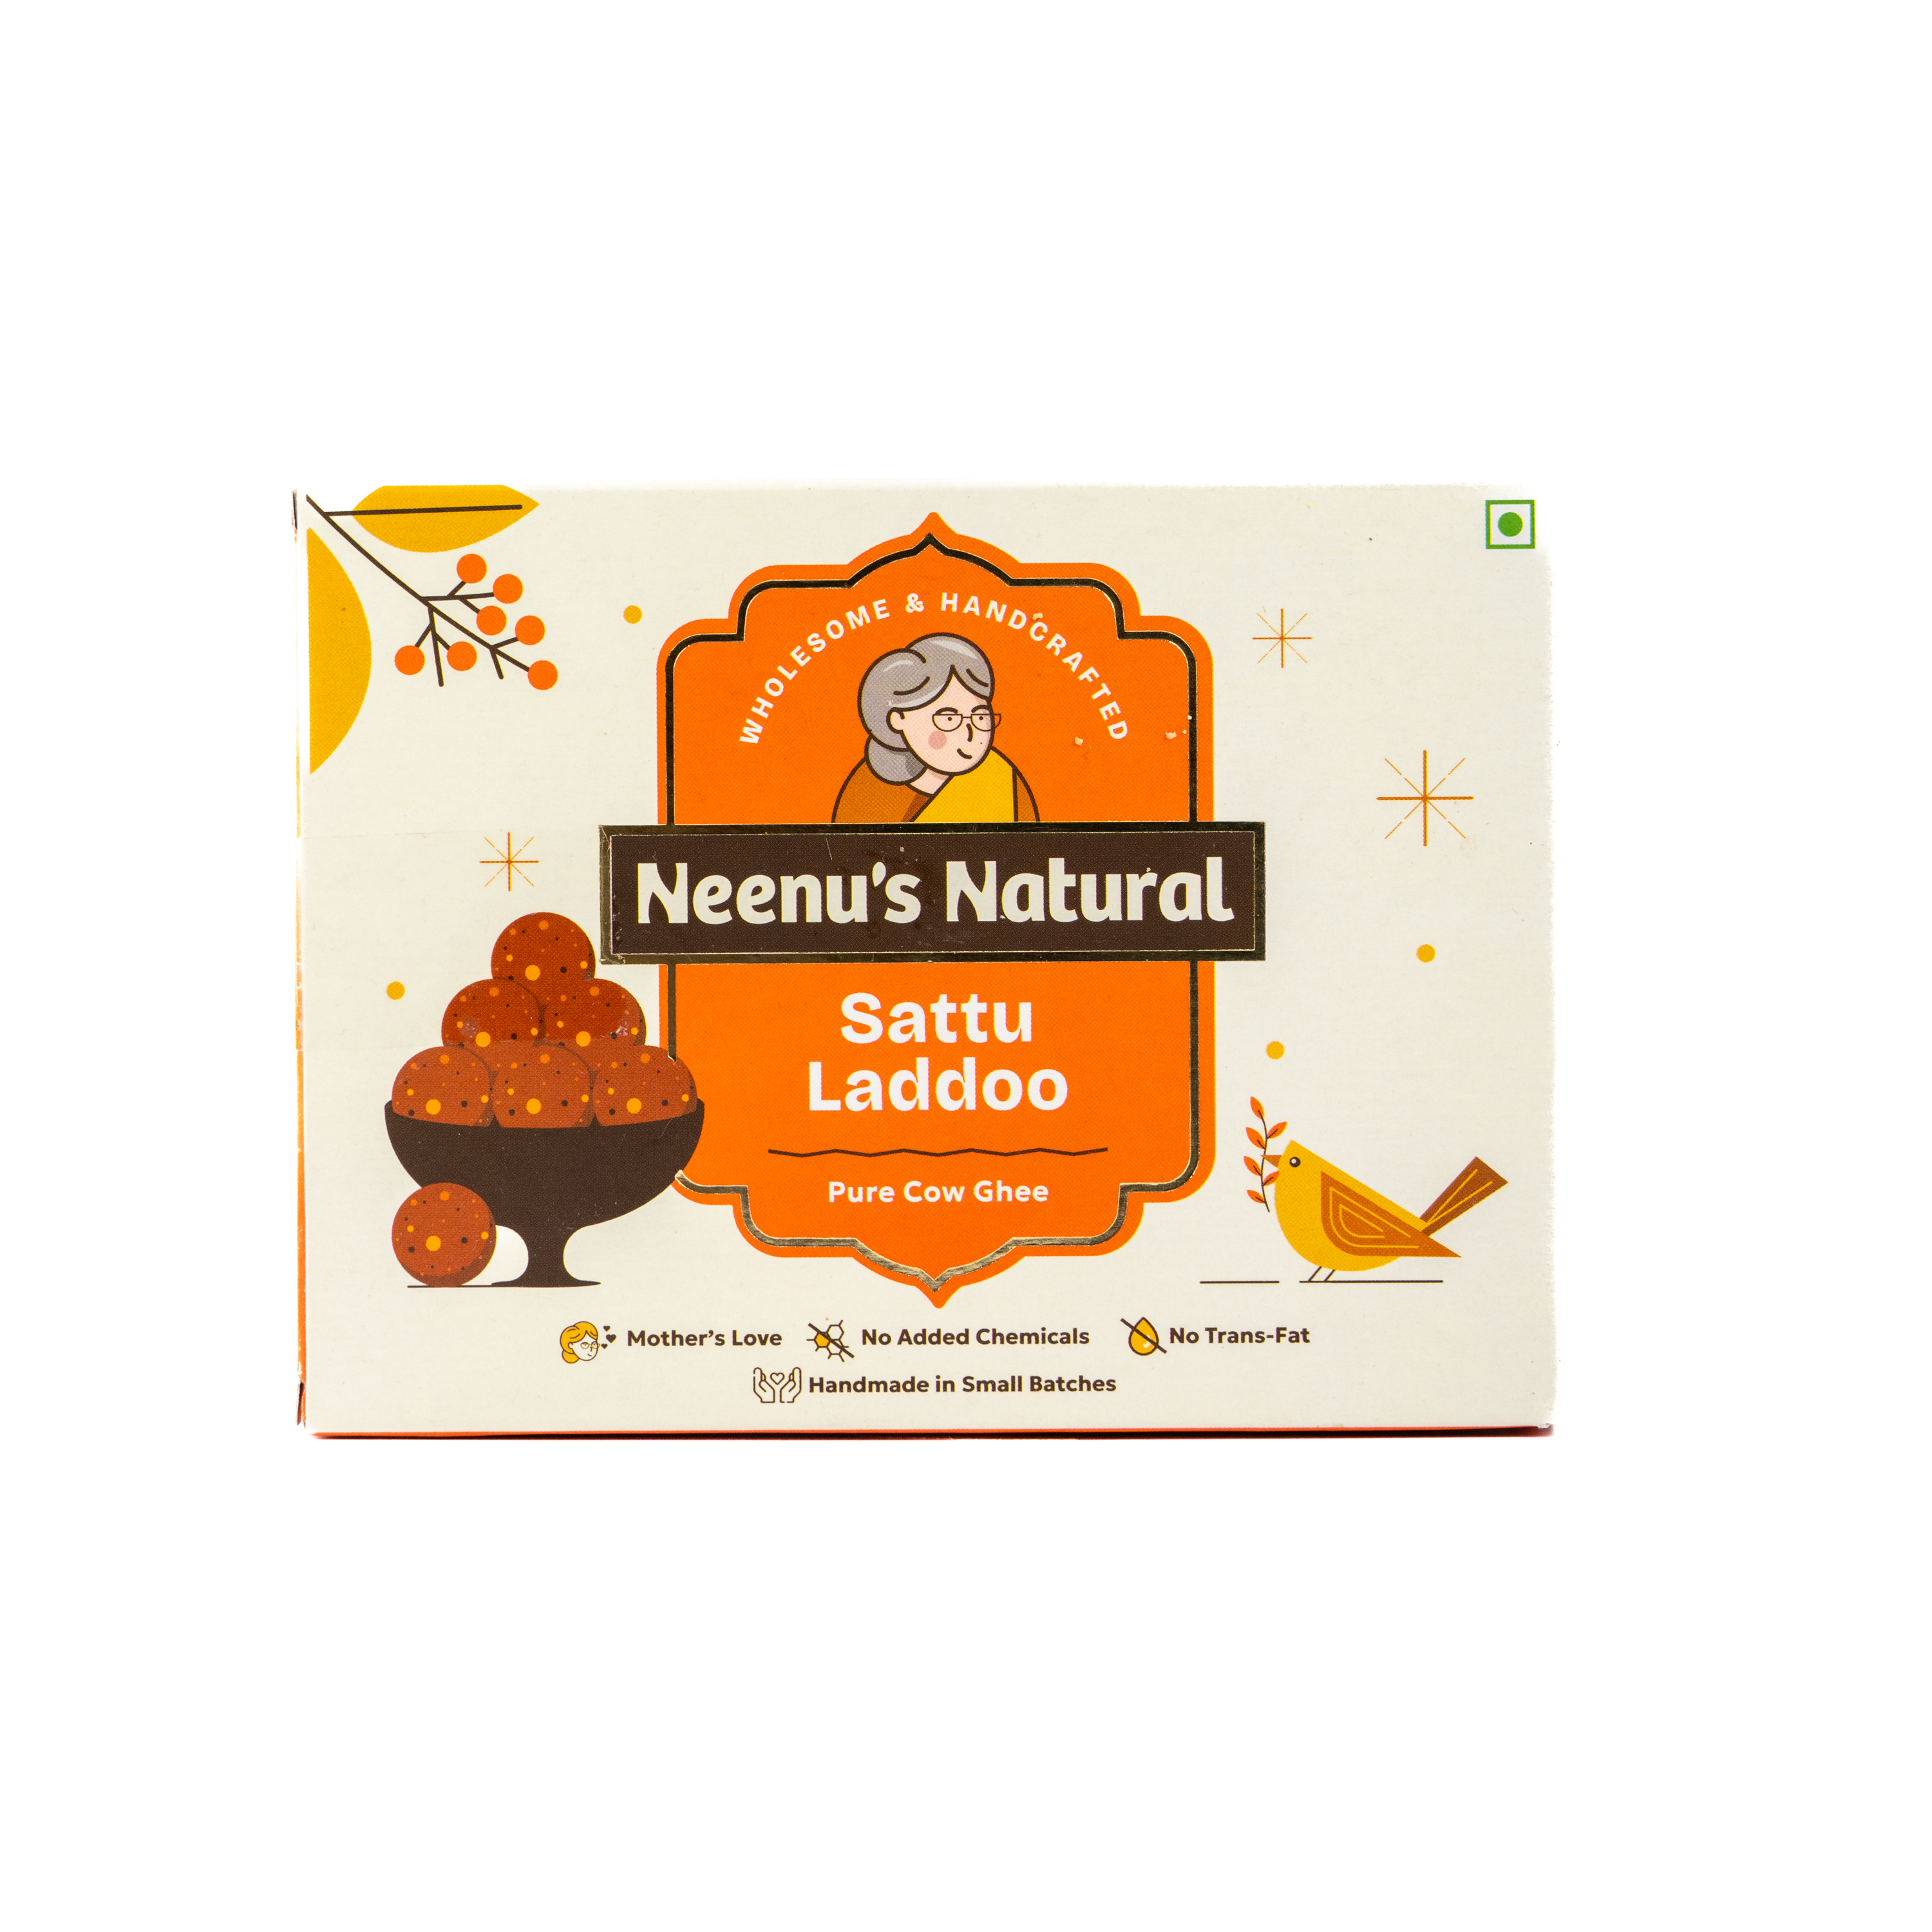 WHOLESOME & HANDCRAFTED
Neenu's Natural
Sattu
Laddoo
Pure Cow Ghee
Mother's Love No Added Chemicals No Trans-Fat
Handmade in Small Batches